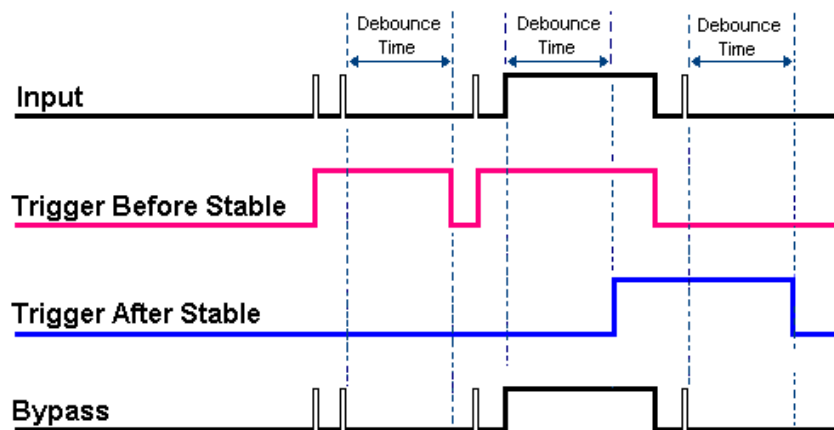 Debounce
Time
Debounce
Time
Debounce
Time
Input
Trigger Before Stable
Trigger After Stable
Bypass